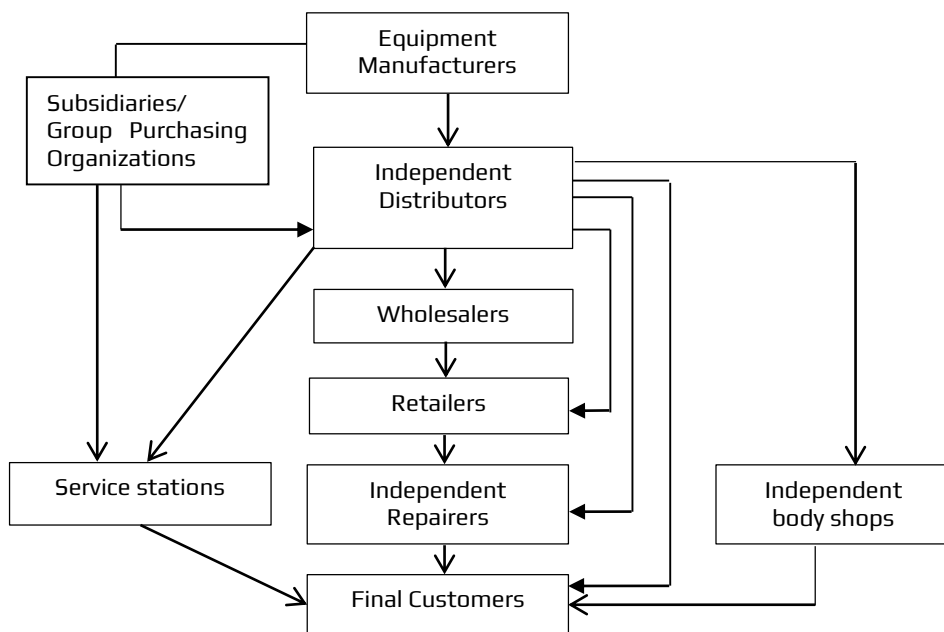 Equipment
Manufacturers
Subsidiaries/
Group Purchasing
Organizations
Independent
Distributors
Wholesalers
Retailers
Service stations
Independent
Repairers
Independent
body shops
Final Customers